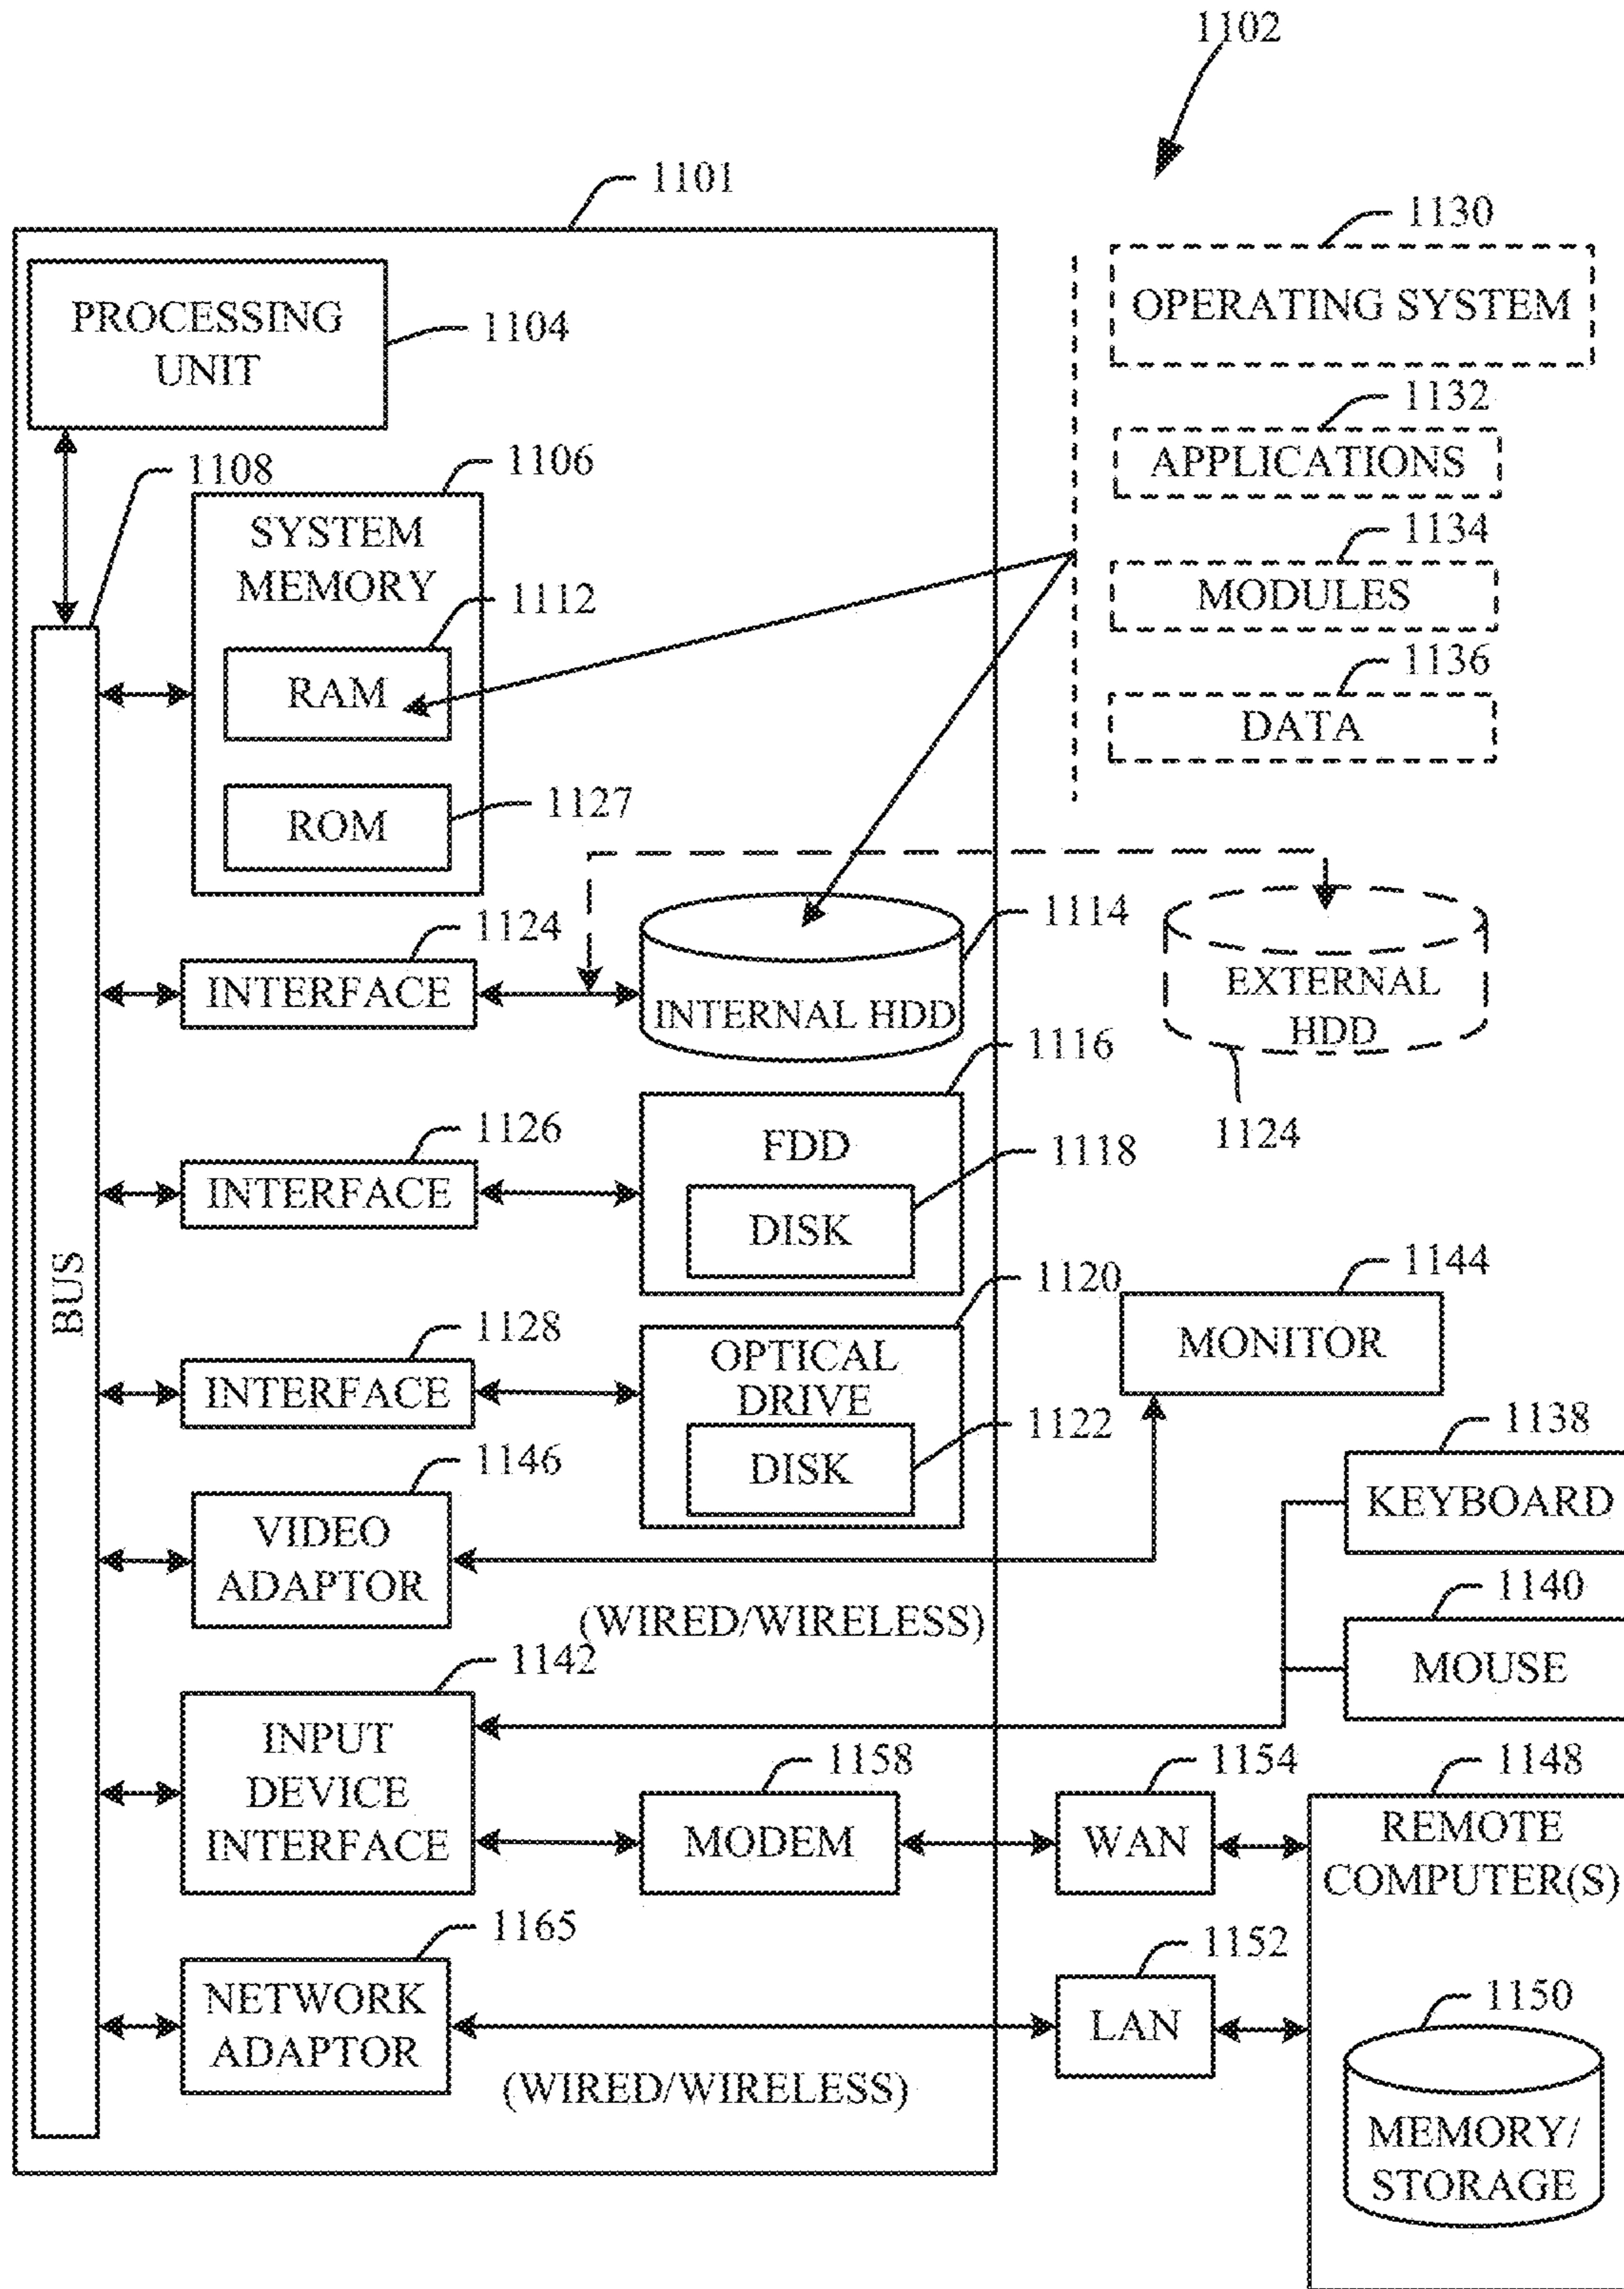 1102
1101
1130
PROCESSING
UNIT
1104
OPERATING SYSTEM
1132
APPLICATIONS
1108
1106
SYSTEM
MEMORY
1134
MODULES
1112
RAM
1136
DATA
1127
ROM
1124
INTERFACE
1114
INTERNAL HDD
EXTERNAL
HDD
1124
1116
FDD
1126
INTERFACE
1118
DISK
BUS
1120
OPTICAL
DRIVE
1144
MONITOR
1128
INTERFACE
1122
DISK
1138
KEYBOARD
1146
VIDEO
ADAPTOR
(WIRED/WIRELESS)
1140
MOUSE
1142
INPUT
DEVICE
INTERFACE
1158
MODEM
1154
WAN
1148
REMOTE
COMPUTER(S)
1165
NETWORK
ADAPTOR
1152
LAN
(WIRED/WIRELESS)
1150
MEMORY/
STORAGE